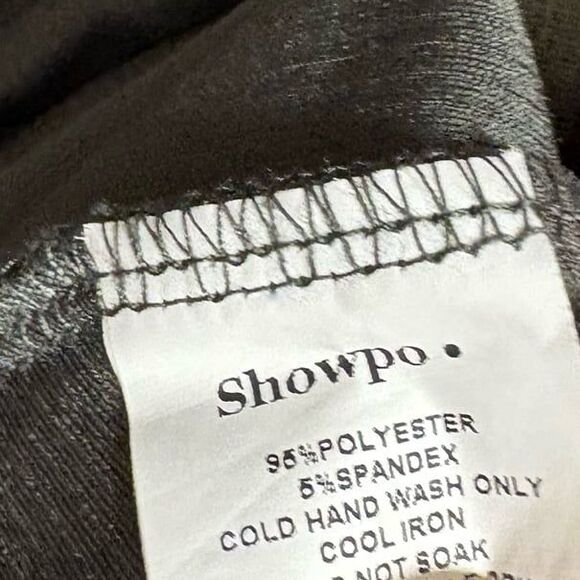 Showpo •
95%POLYESTER
5%SPANDEX
COLD HAND WASH ONLY
COOL IRON
NOT SOAK